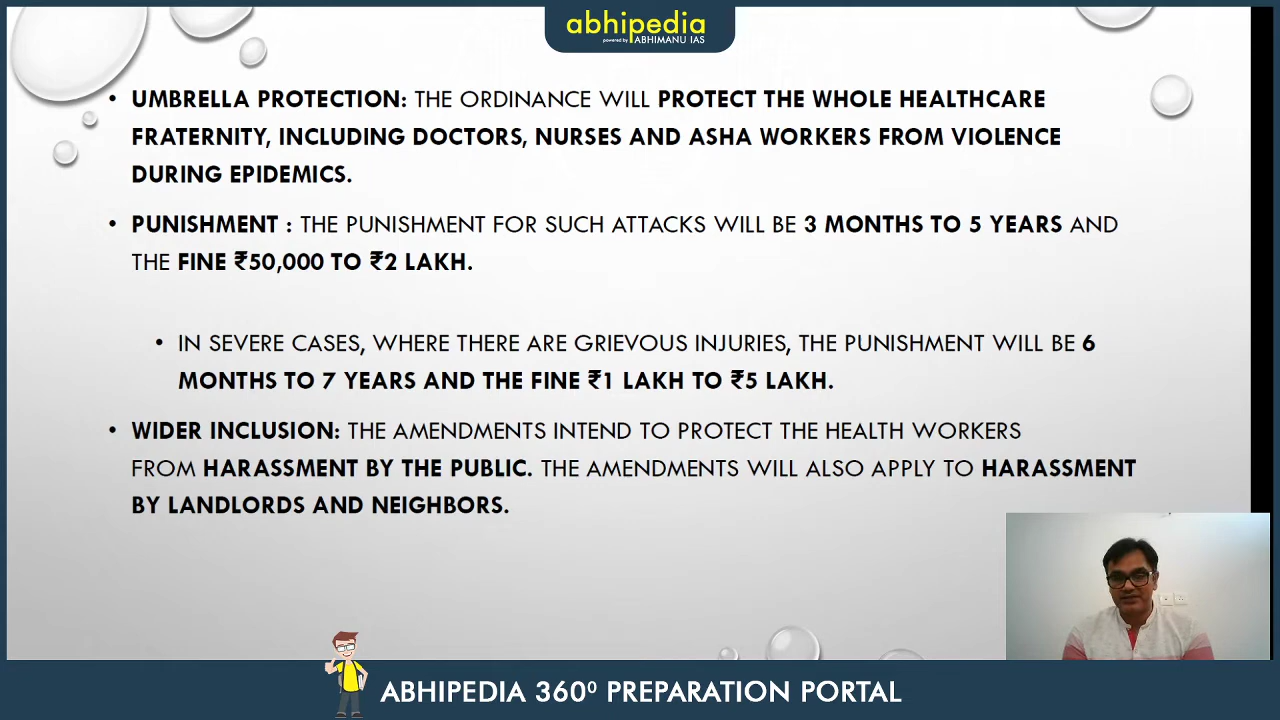 abhipedia
powered by ABHIMANU IAS
• UMBRELLA PROTECTION: THE ORDINANCE WILL PROTECT THE WHOLE HEALTHCARE
FRATERNITY, INCLUDING DOCTORS, NURSES AND ASHA WORKERS FROM VIOLENCE
DURING EPIDEMICS.
• PUNISHMENT : THE PUNISHMENT FOR SUCH ATTACKS WILL BE 3 MONTHS TO 5 YEARS AND
THE FINE ₹50,000 TO ₹2 LAKH.
• IN SEVERE CASES, WHERE THERE ARE GRIEVOUS INJURIES, THE PUNISHMENT WILL BE 6
MONTHS TO 7 YEARS AND THE FINE ₹1 LAKH TO ₹5 LAKH.
• WIDER INCLUSION: THE AMENDMENTS INTEND TO PROTECT THE HEALTH WORKERS
FROM HARASSMENT BY THE PUBLIC. THE AMENDMENTS WILL ALSO APPLY TO HARASSMENT
BY LANDLORDS AND NEIGHBORS.
ABHIPEDIA 360⁰ PREPARATION PORTAL